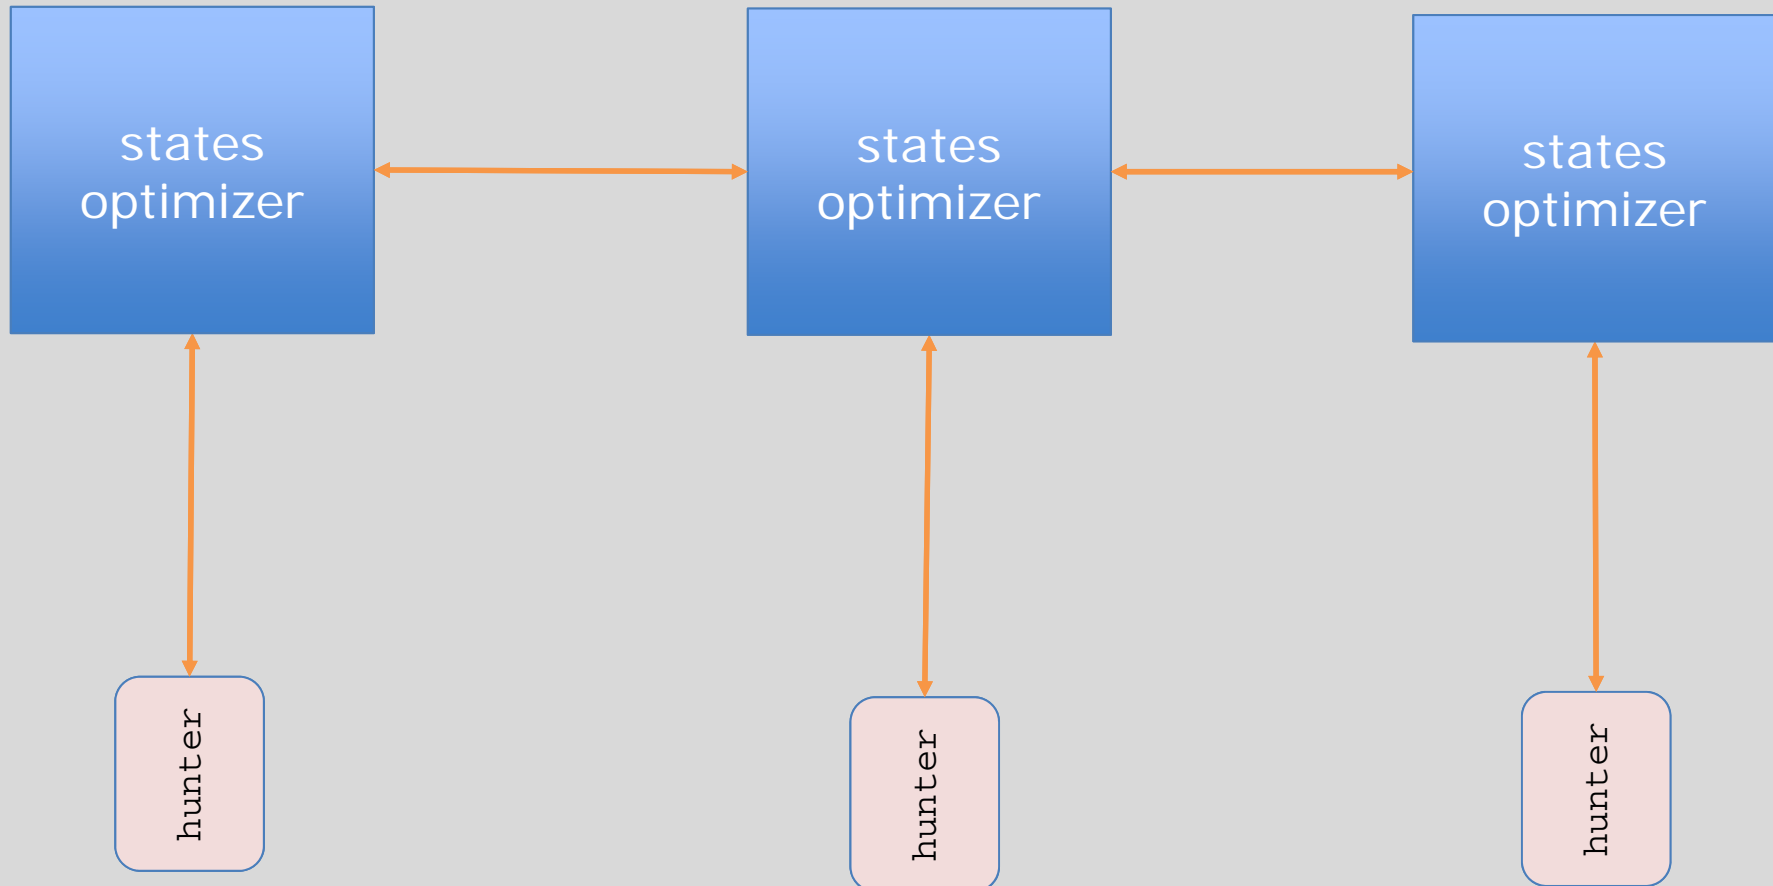 states
optimizer
states
optimizer
states
optimizer
hunter
hunter
hunter